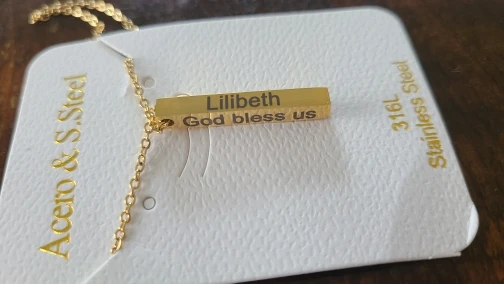 Acero & S.Steel
Lilibeth
God bless us
316L
Stainless Steel